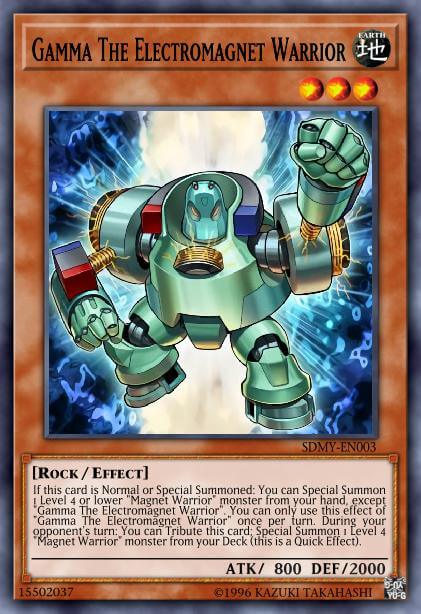 GAMMA THE ELECTROMAGNET WARRIOR
EARTH
地
SDMY-EN003
[ROCK / EFFECT]
If this card is Normal or Special Summoned: You can Special Summon
1 Level 4 or lower "Magnet Warrior" monster from your hand, except
"Gamma The Electromagnet Warrior". You can only use this effect of
"Gamma The Electromagnet Warrior" once per turn. During your
opponent's turn: You can Tribute this card; Special Summon 1 Level 4
"Magnet Warrior" monster from your Deck (this is a Quick Effect).
ATK/ 800 DEF/2000
15502037
©1996 KAZUKI TAKAHASHI